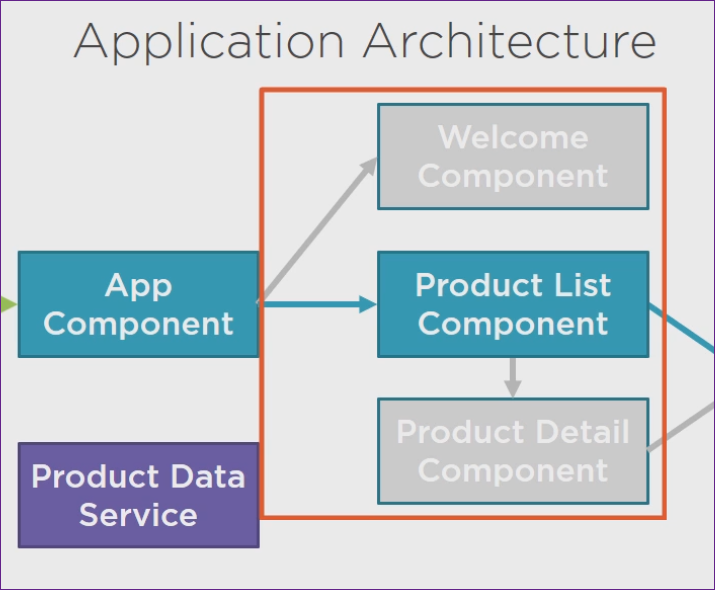 Application Architecture
Welcome
Component
App
Component
Product List
Component
Product Detail
Component
Product Data
Service